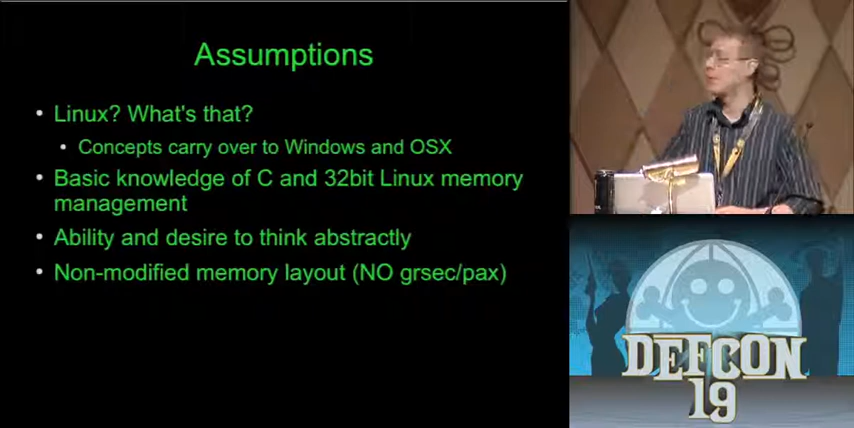 Assumptions
• Linux? What's that?
• Concepts carry over to Windows and OSX
• Basic knowledge of C and 32bit Linux memory
management
• Ability and desire to think abstractly
• Non-modified memory layout (NO grsec/pax)
DEFCON
19